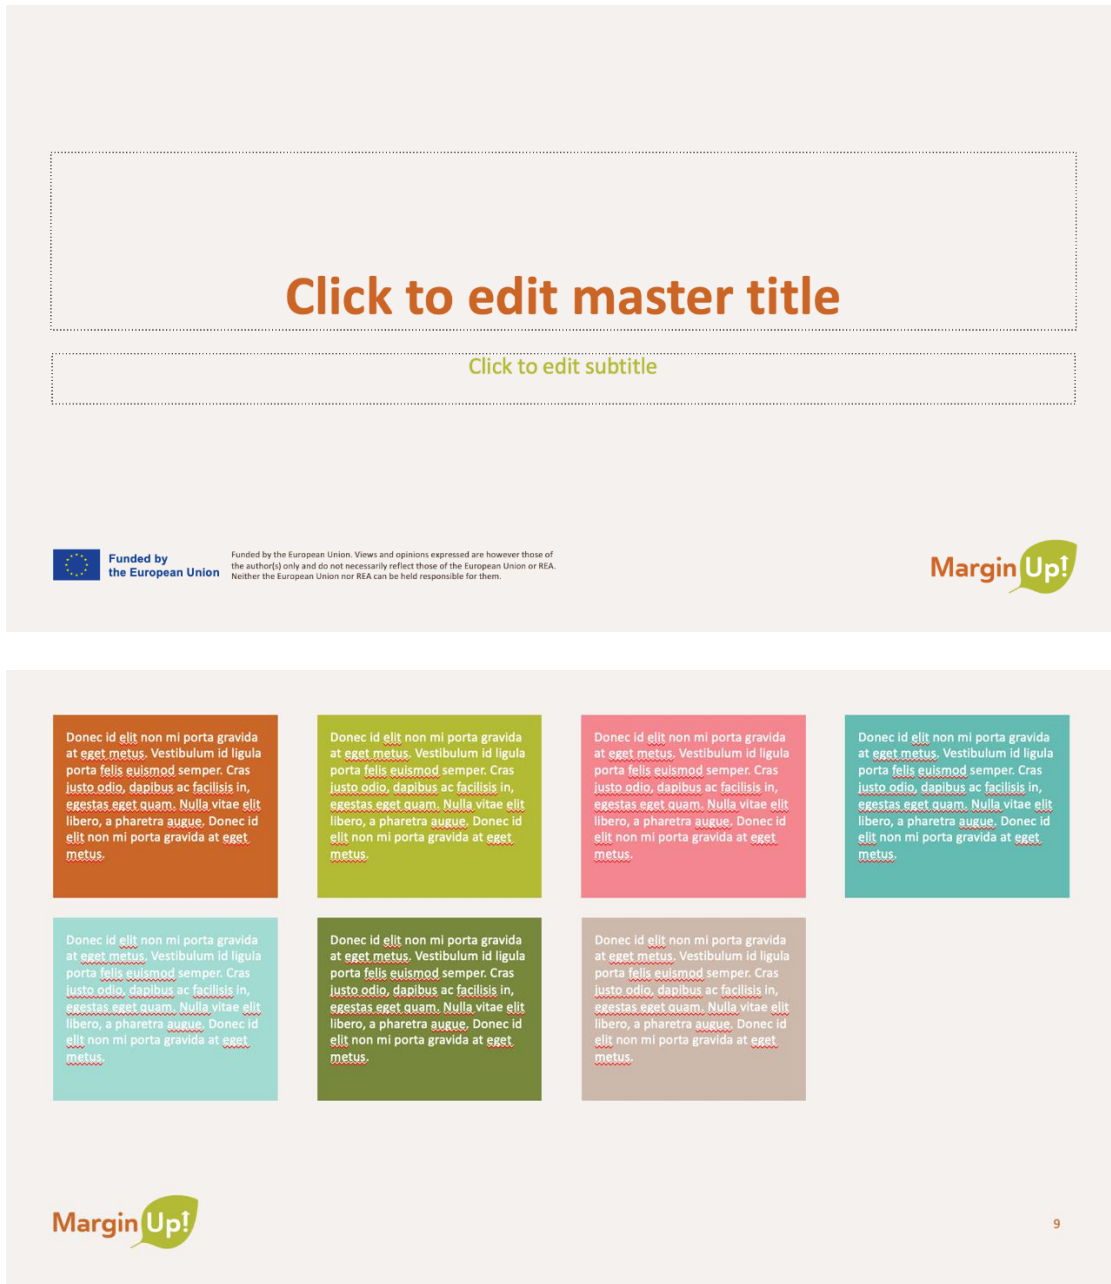 Click to edit master title
Click to edit subtitle
Funded by
the European Union
Funded by the European Union. Views and opinions expressed are however those of
the author(s) only and do not necessarily reflect those of the European Union or REA.
Neither the European Union nor REA can be held responsible for them.
Margin Up!
Donec id elit non mi porta gravida
at eget metus. Vestibulum id ligula
porta felis euismod semper. Cras
justo odio, dapibus ac facilisis in,
egestas eget quam. Nulla vitae elit
libero, a pharetra augue. Donec id
elit non mi porta gravida at eget
metus.
Donec id elit non mi porta gravida
at eget metus. Vestibulum id ligula
porta felis euismod semper. Cras
justo odio, dapibus ac facilisis in,
egestas eget quam. Nulla vitae elit
libero, a pharetra augue. Donec id
elit non mi porta gravida at eget
metus.
Donec id elit non mi porta gravida
at eget metus. Vestibulum id ligula
porta felis euismod semper. Cras
justo odio, dapibus ac facilisis in,
egestas eget quam. Nulla vitae elit
libero, a pharetra augue. Donec id
elit non mi porta gravida at eget
metus.
Donec id elit non mi porta gravida
at eget metus. Vestibulum id ligula
porta felis euismod semper. Cras
justo odio, dapibus ac facilisis in,
egestas eget quam. Nulla vitae elit
libero, a pharetra augue. Donec id
elit non mi porta gravida at eget
metus.
Donec id elit non mi porta gravida
at eget metus. Vestibulum id ligula
porta felis euismod semper. Cras
justo odio, dapibus ac facilisis in,
egestas eget quam. Nulla vitae elit
libero, a pharetra augue. Donec id
elit non mi porta gravida at eget
metus.
Donec id elit non mi porta gravida
at eget metus. Vestibulum id ligula
porta felis euismod semper. Cras
justo odio, dapibus ac facilisis in,
egestas eget quam. Nulla vitae elit
libero, a pharetra augue. Donec id
elit non mi porta gravida at eget
metus.
Donec id elit non mi porta gravida
at eget metus. Vestibulum id ligula
porta felis euismod semper. Cras
justo odio, dapibus ac facilisis in,
egestas eget quam. Nulla vitae elit
libero, a pharetra augue. Donec id
elit non mi porta gravida at eget
metus.
Margin Up!
9